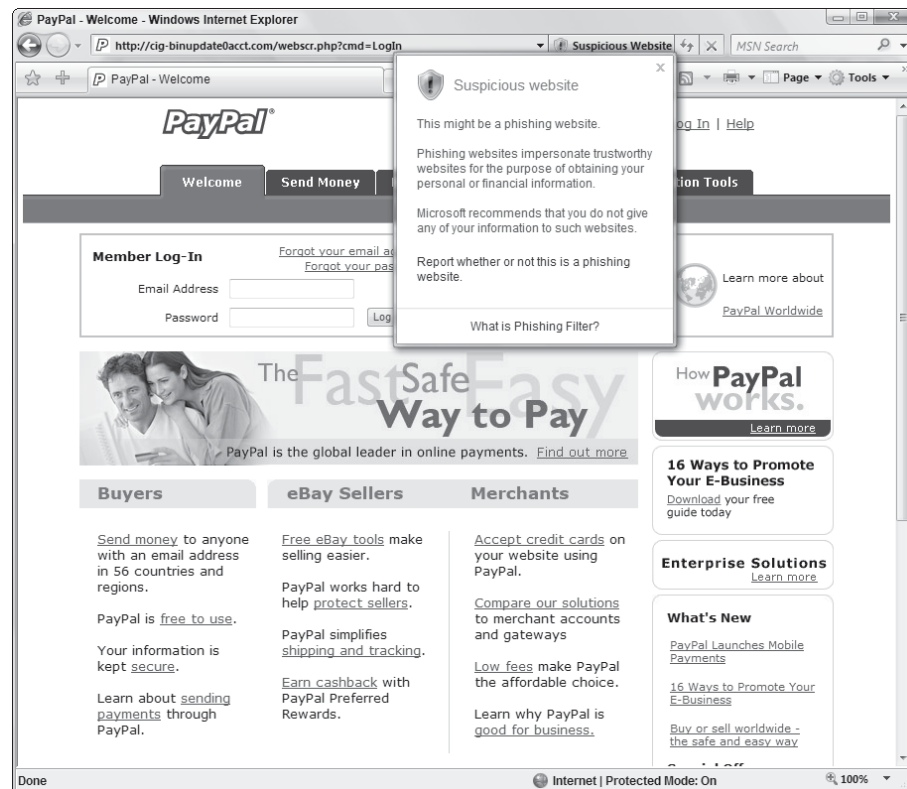 PayPal - Welcome - Windows Internet Explorer
http://cig-binupdate0acct.com/webscr.php?cmd=LogIn
Suspicious Website
MSN Search
PayPal - Welcome
Page
Tools
Suspicious website
This might be a phishing website.
Phishing websites impersonate trustworthy
websites for the purpose of obtaining your
personal or financial information.
Microsoft recommends that you do not give
any of your information to such websites.
Report whether or not this is a phishing
website.
What is Phishing Filter?
PayPal®
og In | Help
Welcome
Send Money
tion Tools
Member Log-In
Forgot your email a
Forgot your pas
Email Address
Password
Log
Learn more about
PayPal Worldwide
The Fast Safe Easy
Way to Pay
PayPal is the global leader in online payments. Find out more
How PayPal
works.
Learn more
16 Ways to Promote
Your E-Business
Download your free
guide today
Enterprise Solutions
Learn more
What's New
PayPal Launches Mobile
Payments
16 Ways to Promote Your
E-Business
Buy or sell worldwide -
the safe and easy way
Buyers
Send money to anyone
with an email address
in 56 countries and
regions.
PayPal is free to use.
Your information is
kept secure.
Learn about sending
payments through
PayPal.
eBay Sellers
Free eBay tools make
selling easier.
PayPal works hard to
help protect sellers.
PayPal simplifies
shipping and tracking.
Earn cashback with
PayPal Preferred
Rewards.
Merchants
Accept credit cards on
your website using
PayPal.
Compare our solutions
to merchant accounts
and gateways
Low fees make PayPal
the affordable choice.
Learn why PayPal is
good for business.
Done
Internet | Protected Mode: On
100%